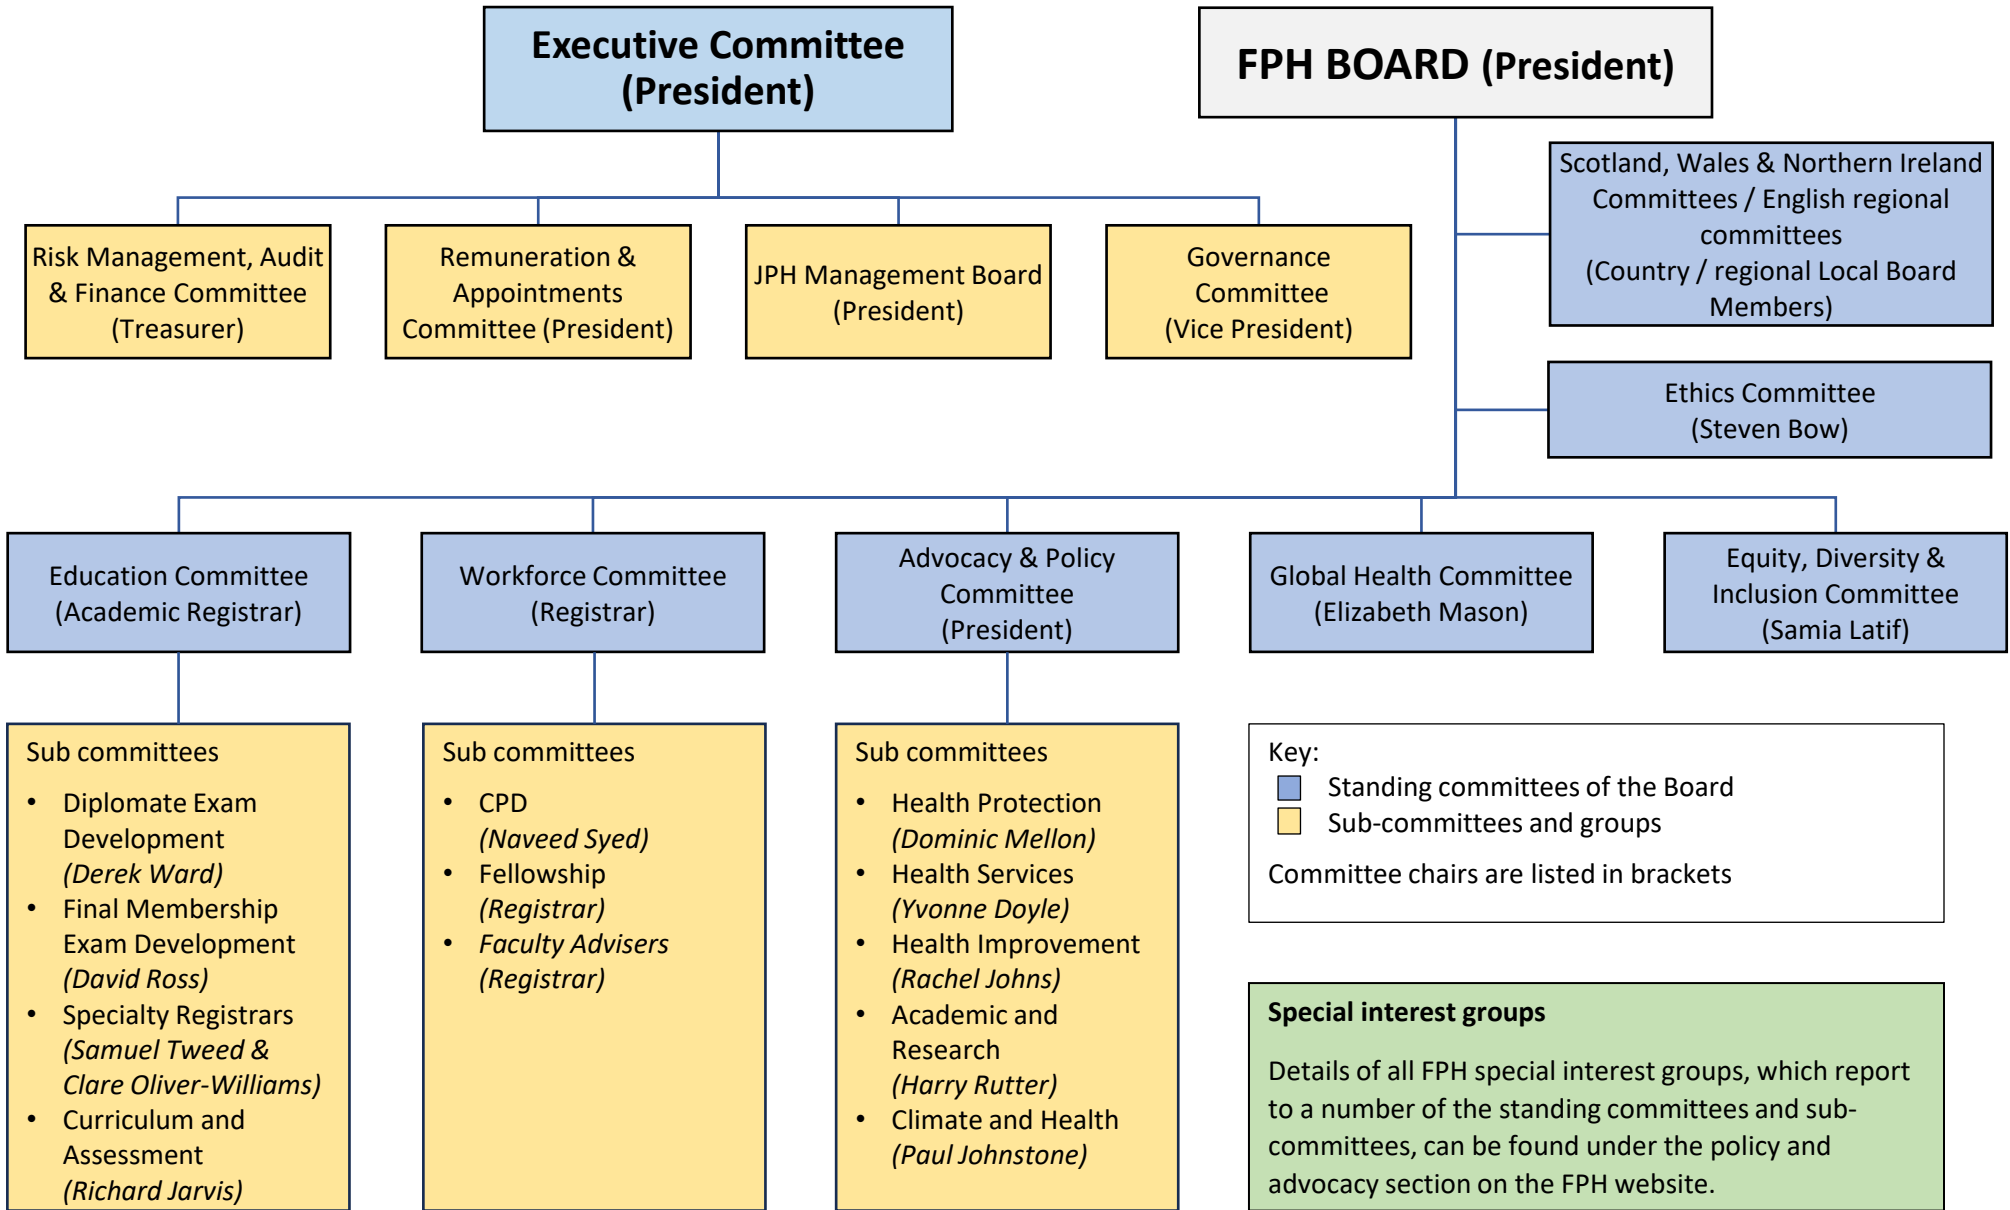 Executive Committee
(President)
FPH BOARD (President)
Scotland, Wales & Northern Ireland
Committees / English regional
committees
(Country / regional Local Board
Members)
Risk Management, Audit
& Finance Committee
(Treasurer)
Remuneration &
Appointments
Committee (President)
JPH Management Board
(President)
Governance
Committee
(Vice President)
Ethics Committee
(Steven Bow)
Education Committee
(Academic Registrar)
Workforce Committee
(Registrar)
Advocacy & Policy
Committee
(President)
Global Health Committee
(Elizabeth Mason)
Equity, Diversity &
Inclusion Committee
(Samia Latif)
Sub committees
• Diplomate Exam
Development
(Derek Ward)
• Final Membership
Exam Development
(David Ross)
• Specialty Registrars
(Samuel Tweed &
Clare Oliver-Williams)
• Curriculum and
Assessment
(Richard Jarvis)
Sub committees
• CPD
(Naveed Syed)
• Fellowship
(Registrar)
• Faculty Advisers
(Registrar)
Sub committees
• Health Protection
(Dominic Mellon)
• Health Services
(Yvonne Doyle)
• Health Improvement
(Rachel Johns)
• Academic and
Research
(Harry Rutter)
• Climate and Health
(Paul Johnstone)
Key:
Standing committees of the Board
Sub-committees and groups
Committee chairs are listed in brackets
Special interest groups
Details of all FPH special interest groups, which report
to a number of the standing committees and sub-
committees, can be found under the policy and
advocacy section on the FPH website.